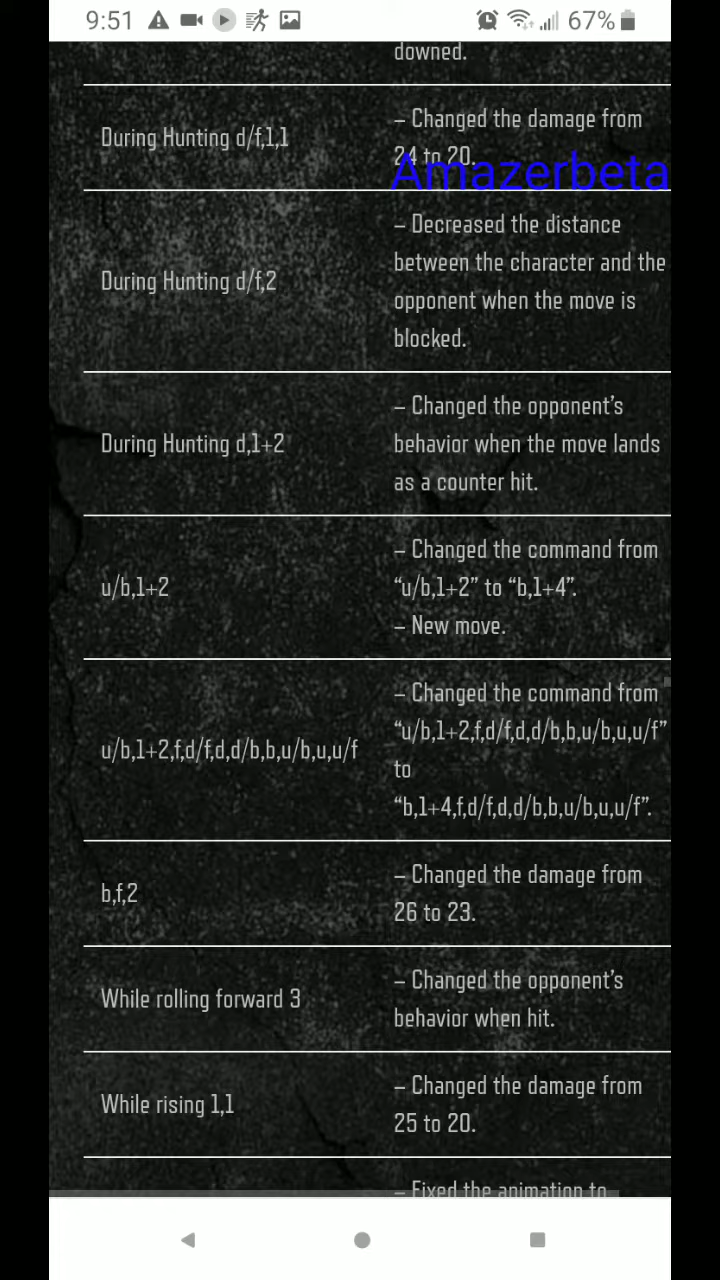 9:51
67%
downed.
During Hunting d/f,1,1
– Changed the damage from
24 to 20.
Amazerbeta
During Hunting d/f,2
– Decreased the distance
between the character and the
opponent when the move is
blocked.
During Hunting d,1+2
– Changed the opponent's
behavior when the move lands
as a counter hit.
u/b,1+2
– Changed the command from
“u/b,1+2” to “b,1+4”.
– New move.
u/b,1+2,f,d/f,d,d/b,b,u/b,u,u/f
– Changed the command from
“u/b,1+2,f,d/f,d,d/b,b,u/b,u,u/f”
to
“b,1+4,f,d/f,d,d/b,b,u/b,u,u/f”.
b,f,2
– Changed the damage from
26 to 23.
While rolling forward 3
– Changed the opponent's
behavior when hit.
While rising 1,1
– Changed the damage from
25 to 20.
– Fixed the animation to